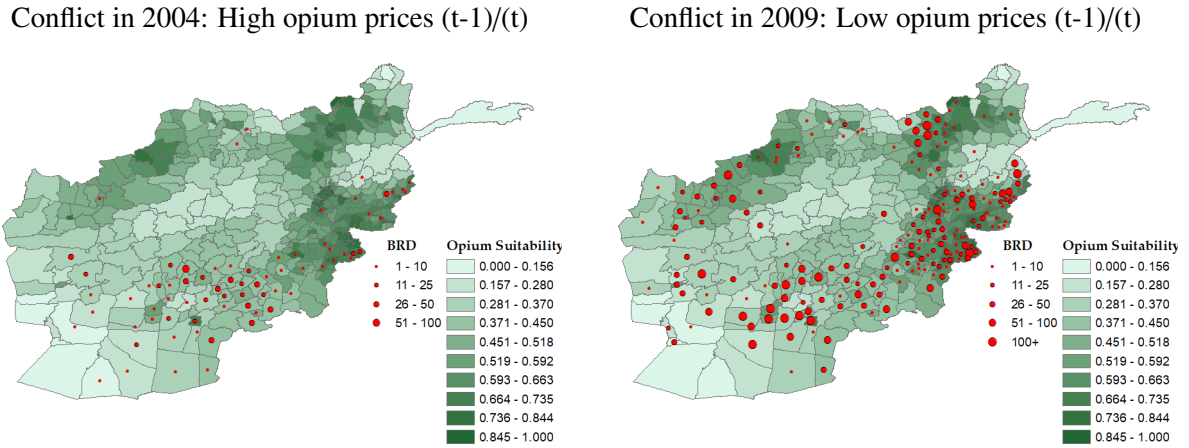 Conflict in 2004: High opium prices (t-1)/(t)
BRD
1 - 10
11 - 25
26 - 50
51 - 100
Opium Suitability
0.000 - 0.156
0.157 - 0.280
0.281 - 0.370
0.371 - 0.450
0.451 - 0.518
0.519 - 0.592
0.593 - 0.663
0.664 - 0.735
0.736 - 0.844
0.845 - 1.000
Conflict in 2009: Low opium prices (t-1)/(t)
BRD
1 - 10
11 - 25
26 - 50
51 - 100
100+
Opium Suitability
0.000 - 0.156
0.157 - 0.280
0.281 - 0.370
0.371 - 0.450
0.451 - 0.518
0.519 - 0.592
0.593 - 0.663
0.664 - 0.735
0.736 - 0.844
0.845 - 1.000